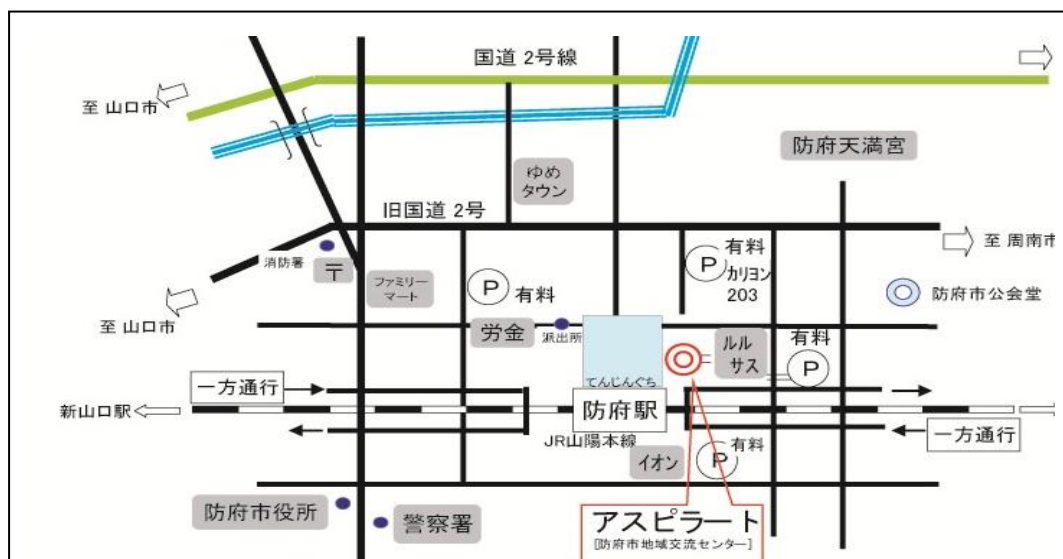 国道 2号線
至 山口市
防府天満宮
ゆめ
タウン
旧国道 2号
至 周南市
消防署
〒
ファミリー
マート
P
有料
P
有料
カリヨン
203
防府市公会堂
至 山口市
労金
派出所
ルル
サス
有料
P
てんじんぐち
一方通行
新山口駅
防府駅
JR山陽本線
一方通行
イオン
P
有料
防府市役所
警察署
アスピラート
[防府市地域交流センター]